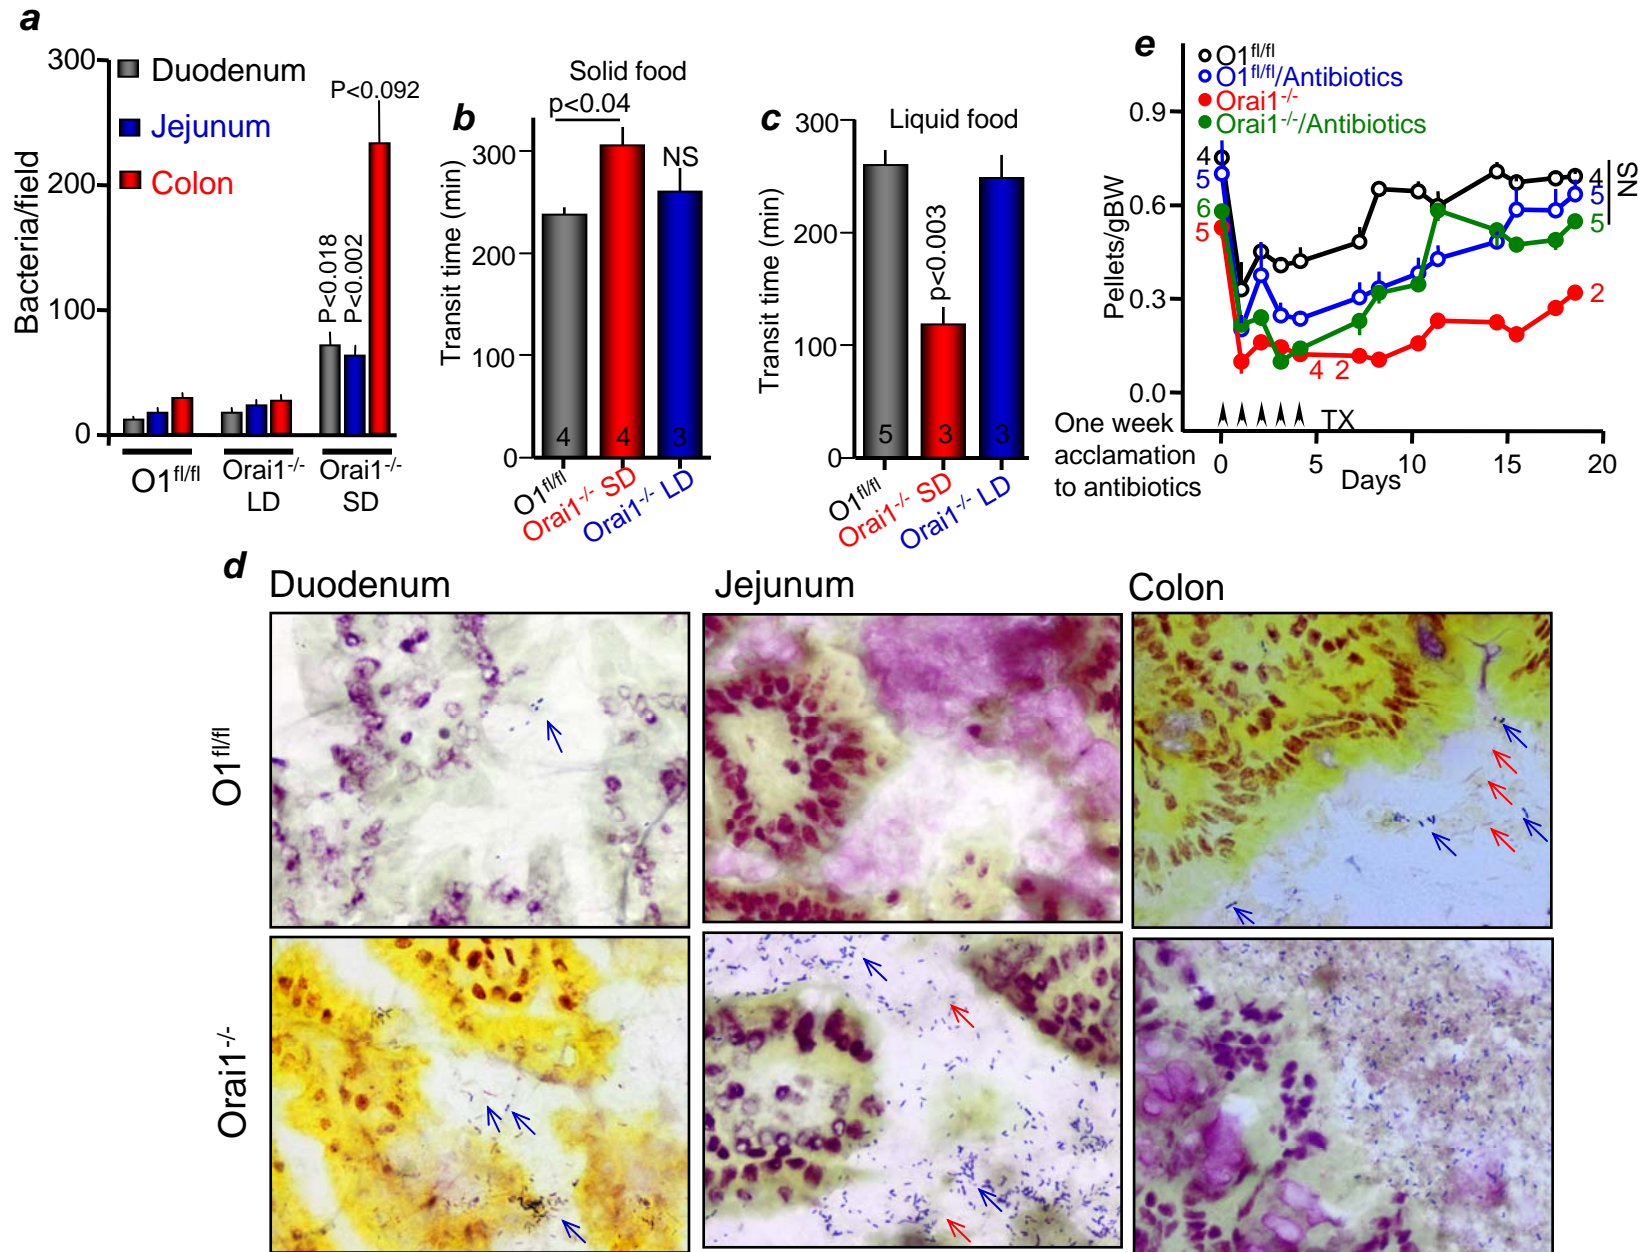 a
300
200
100
0
Bacteria/field
Duodenum
Jejunum
Colon
P<0.018
P<0.002
P<0.092
O1fl/fl
Orai1-/-
LD
Orai1-/-
SD
b
Solid food
p<0.04
NS
300
200
100
0
Transit time (min)
4
4
3
O1fl/fl
Orai1-/- SD
Orai1-/- LD
c
Liquid food
300
200
100
0
Transit time (min)
p<0.003
5
3
3
O1fl/fl
Orai1-/- SD
Orai1-/- LD
e
O1fl/fl
O1fl/fl/Antibiotics
Orai1-/-
Orai1-/-/Antibiotics
0.9
0.6
0.3
0.0
Pellets/gBW
4
5
6
5
4
5
5
NS
2
4 2
TX
One week
acclamation
to antibiotics
0
5
10
15
20
Days
d
Duodenum
Jejunum
Colon
O1fl/fl
Orai1-/-